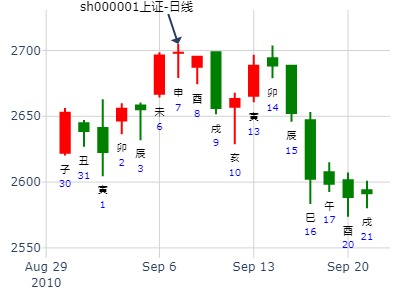 sh000001上证-日线
2700
2650
2600
2550
子
30
丑
31
寅
1
卯
2
辰
3
未
6
申
7
酉
8
戌
9
亥
10
寅
13
卯
14
辰
15
巳
16
午
17
酉
20
戌
21
Aug 29
2010
Sep 6
Sep 13
Sep 20